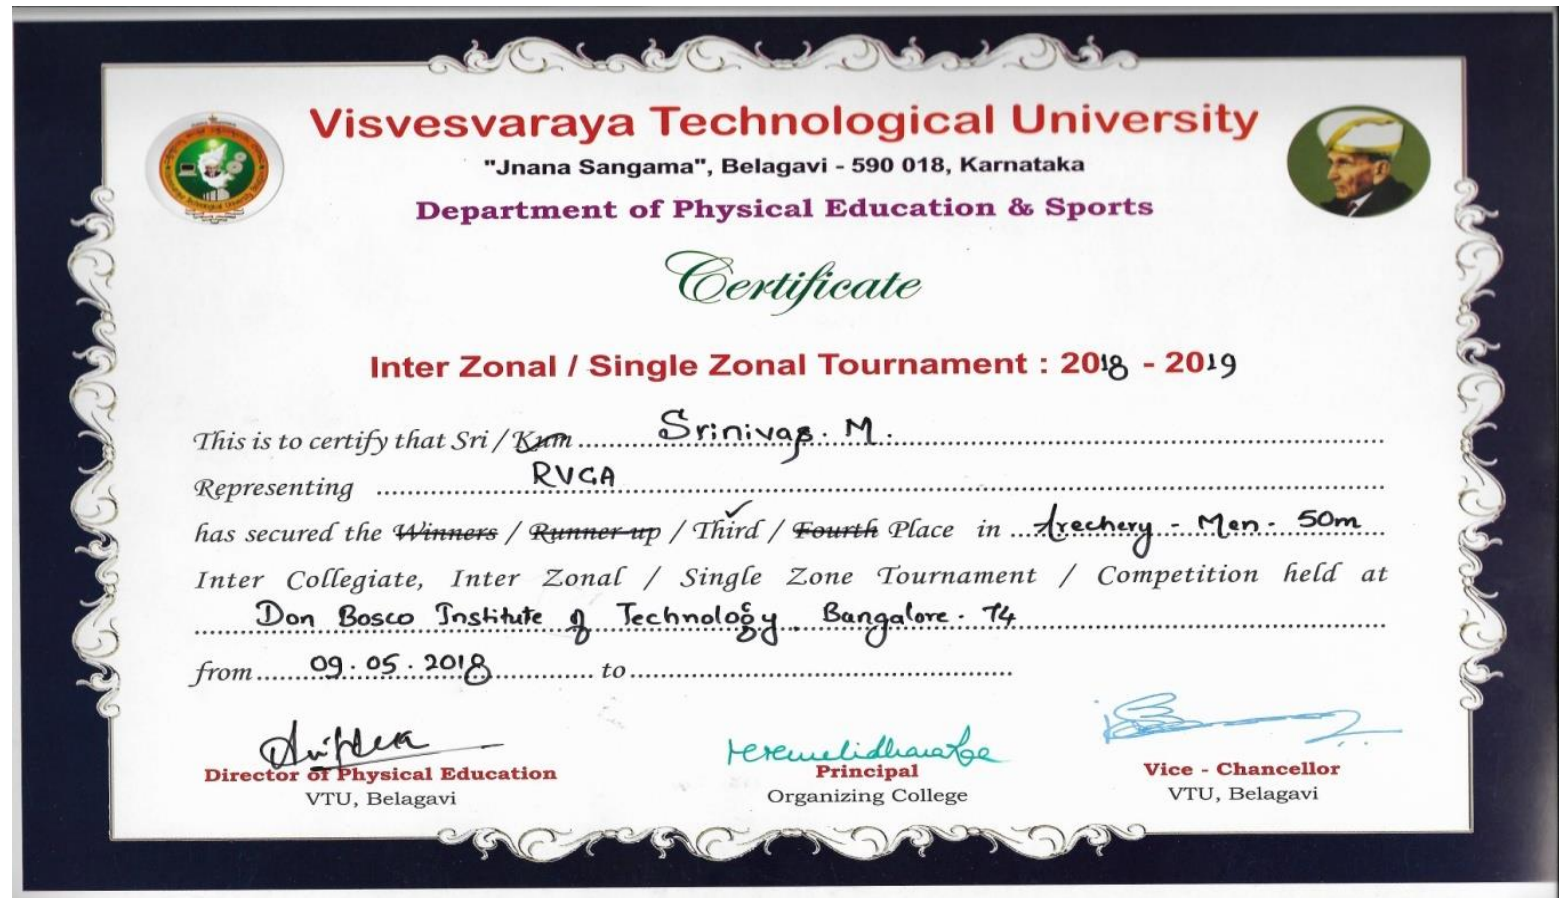 Visvesvaraya Technological University
"Jnana Sangama", Belagavi - 590 018, Karnataka
Department of Physical Education & Sports
Certificate
Inter Zonal / Single Zonal Tournament : 2018 - 2019
This is to certify that Sri / Kum Srinivas. M.
Representing RVCA
has secured the Winners / Runner-up / Third / Fourth Place in Arechery - Men - 50m
Inter Collegiate, Inter Zonal / Single Zone Tournament / Competition held at
Don Bosco Institute of Technology, Bangalore - 74
from 09.05.2018 to
Director of Physical Education
VTU, Belagavi
Principal
Organizing College
Vice - Chancellor
VTU, Belagavi